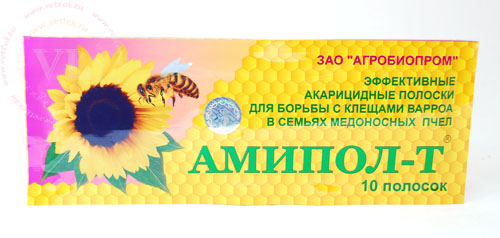 ЗАО "АГРОБИОПРОМ"
ЭФФЕКТИВНЫЕ
АКАРИЦИДНЫЕ ПОЛОСКИ
ДЛЯ БОРЬБЫ С КЛЕЩАМИ ВАРРОА
В СЕМЬЯХ МЕДОНОСНЫХ ПЧЕЛ
АМИПОЛ-Т®
10 полосок